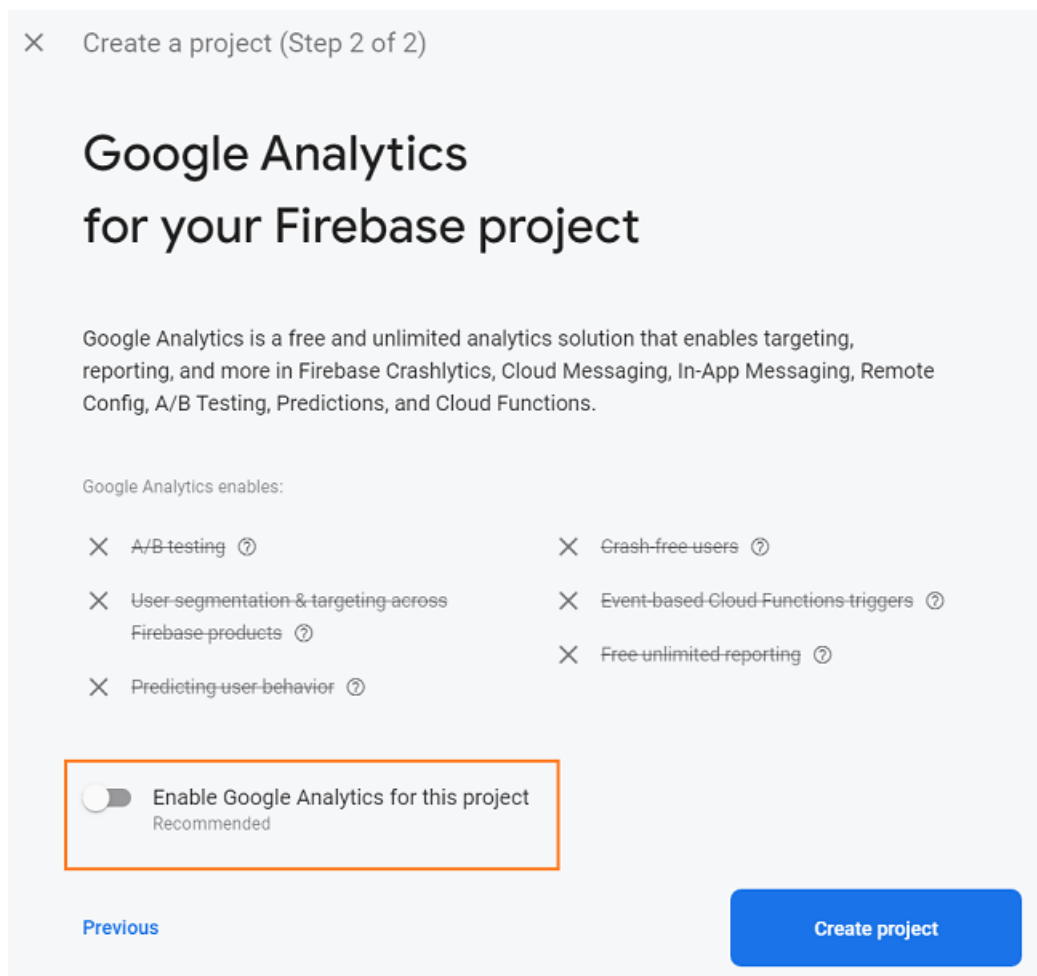 Create a project (Step 2 of 2)
Google Analytics
for your Firebase project
Google Analytics is a free and unlimited analytics solution that enables targeting,
reporting, and more in Firebase Crashlytics, Cloud Messaging, In-App Messaging, Remote
Config, A/B Testing, Predictions, and Cloud Functions.
Google Analytics enables:
A/B testing
User segmentation & targeting across
Firebase products
Predicting user behavior
Crash-free users
Event-based Cloud Functions triggers
Free unlimited reporting
Enable Google Analytics for this project
Recommended
Previous
Create project